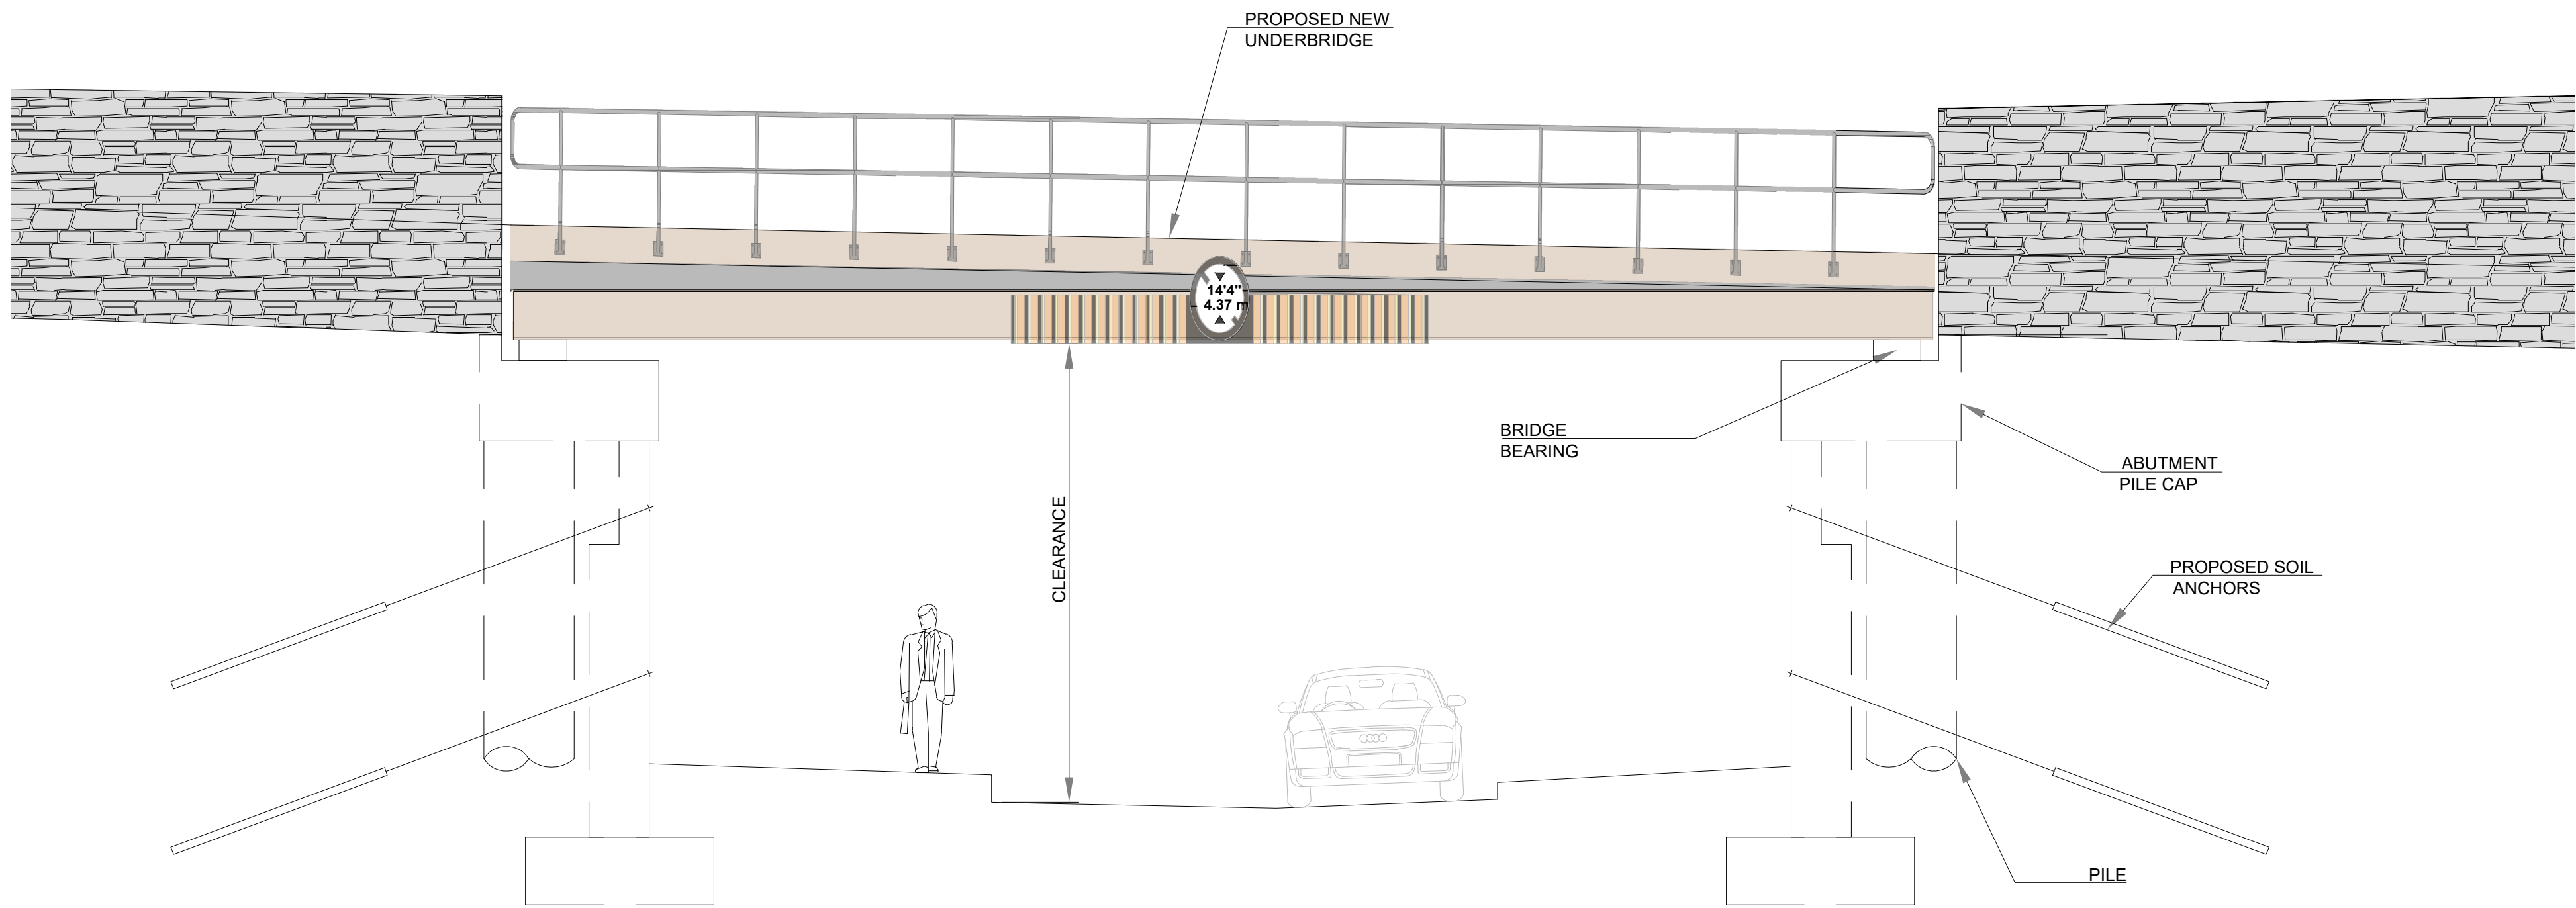 PROPOSED NEW
UNDERBRIDGE
14'4"
4.37 m
BRIDGE
BEARING
CLEARANCE
ABUTMENT
PILE CAP
PROPOSED SOIL
ANCHORS
PILE